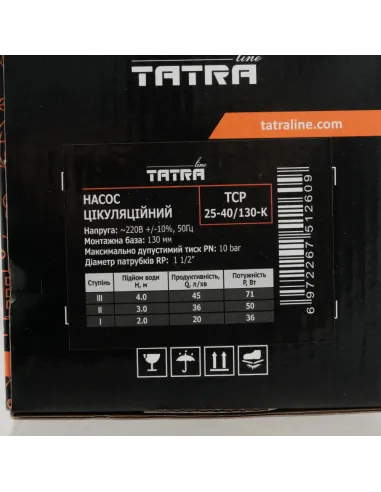 TATRA line
tatraline.com
TATRA line
НАСОС
ЦІКУЛЯЦІЙНИЙ
TCP
25-40/130-K
Напруга: ~220В +/-10%, 50Гц
Монтажна база: 130 мм
Максимально допустимий тиск PN: 10 bar
Діаметр патрубків RP: 1 1/2"
Ступінь Підйом води H, м Продуктивність, Q, л/хв Потужність P, Вт
III 4.0 45 71
II 3.0 36 50
I 2.0 20 36
6972267512609